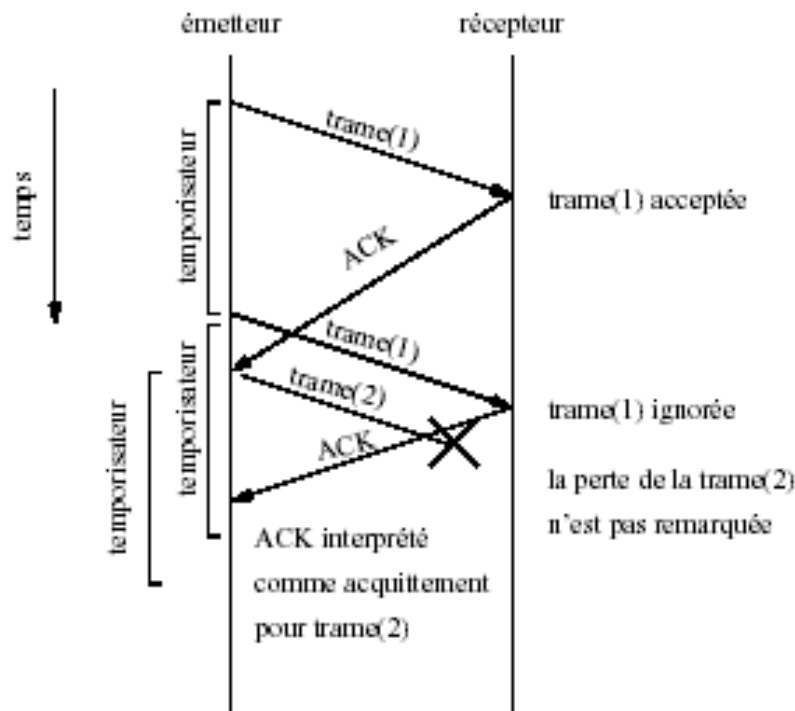 émetteur
récepteur
temps
temporisateur
trame(1)
trame(1) acceptée
ACK
trame(1)
temporisateur
temporisateur
trame(2)
trame(1) ignorée
ACK
la perte de la trame(2)
n'est pas remarquée
ACK interprété
comme acquittement
pour trame(2)